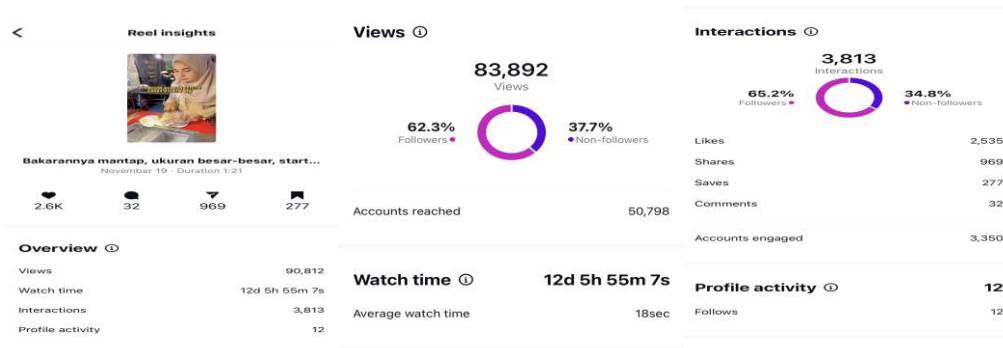 Reel insights
Bakarannya mantap, ukuran besar-besar, start...
November 19 · Duration 1:21
2.6K
32
969
277
Overview
Views 90,812
Watch time 12d 5h 55m 7s
Interactions 3,813
Profile activity 12
Views
83,892
Views
62.3%
Followers
37.7%
Non-followers
Accounts reached 50,798
Watch time 12d 5h 55m 7s
Average watch time 18sec
Interactions
3,813
Interactions
65.2%
Followers
34.8%
Non-followers
Likes 2,535
Shares 969
Saves 277
Comments 32
Accounts engaged 3,350
Profile activity 12
Follows 12